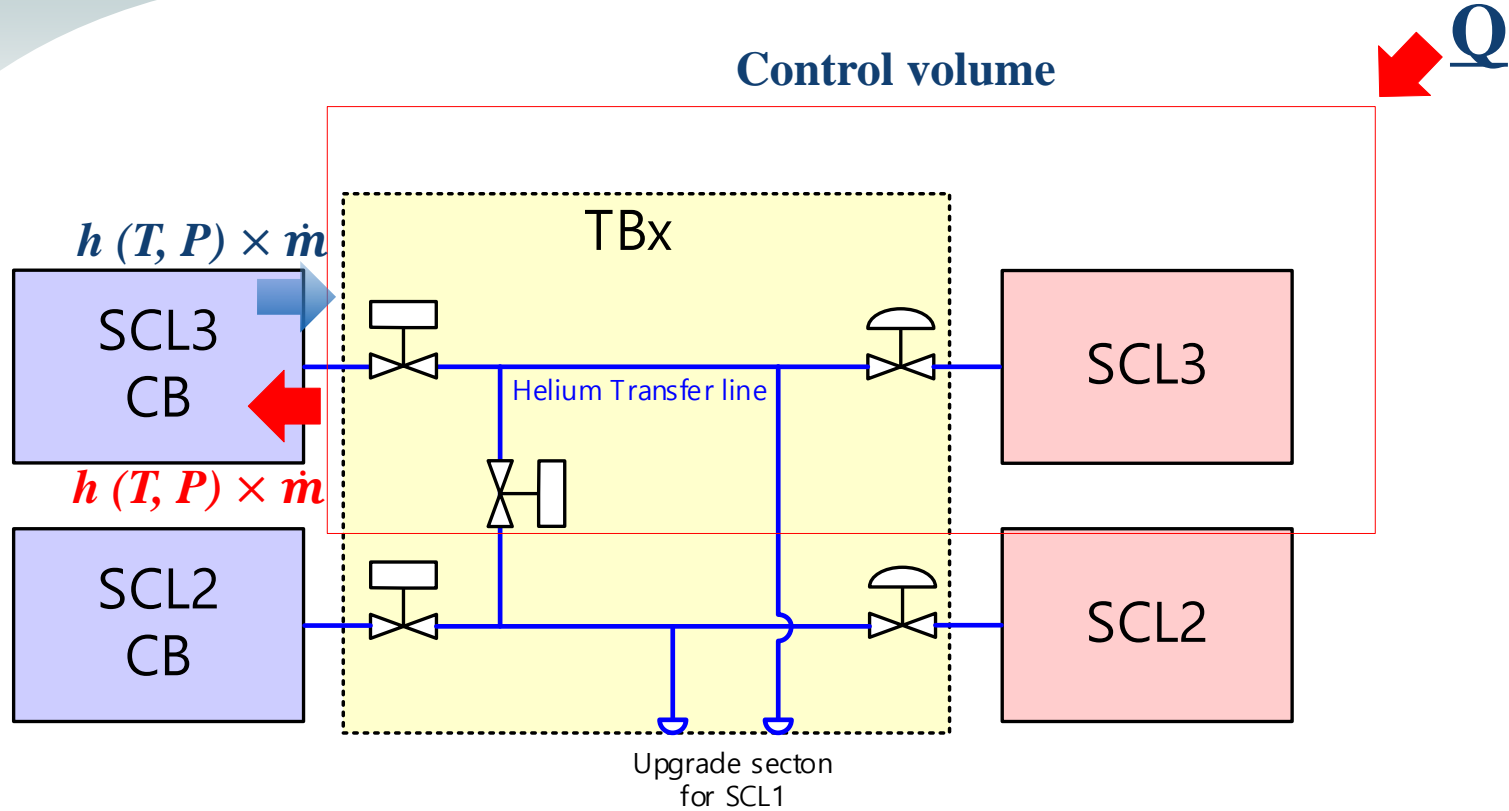 Q
Control volume
TBx
h (T, P) × ṁ
SCL3
CB
Helium Transfer line
SCL3
h (T, P) × ṁ
SCL2
CB
SCL2
Upgrade secton
for SCL1